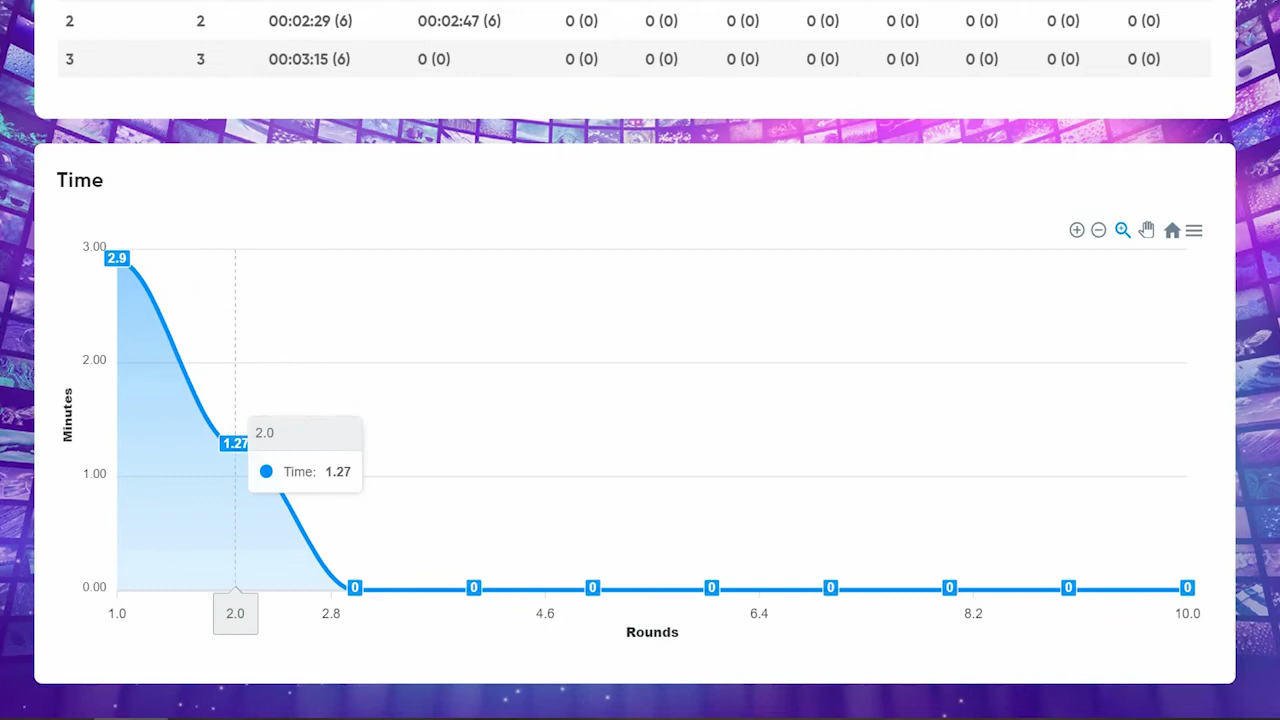 2 2 00:02:29 (6) 00:02:47 (6) 0 (0) 0 (0) 0 (0) 0 (0) 0 (0) 0 (0) 0 (0) 0 (0)
3 3 00:03:15 (6) 0 (0) 0 (0) 0 (0) 0 (0) 0 (0) 0 (0) 0 (0) 0 (0) 0 (0)
Time
3.00
2.9
2.00
1.27
2.0
Time: 1.27
1.00
0.00
0 0 0 0 0 0 0 0
1.0 2.0 2.8 4.6 6.4 8.2 10.0
Minutes
Rounds